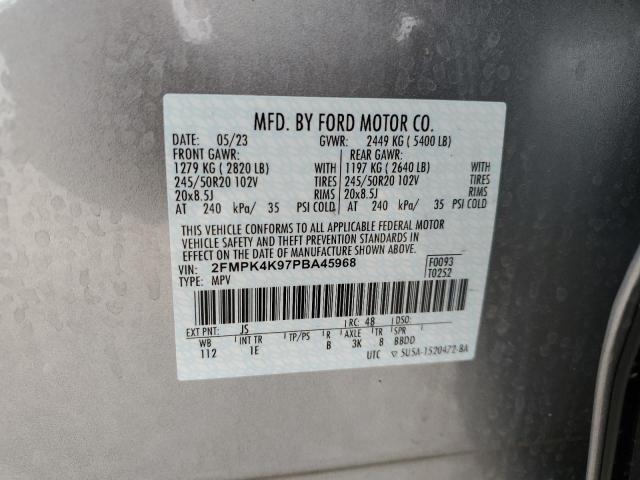 MFD. BY FORD MOTOR CO.
DATE: 05/23 GVWR: 2449 KG ( 5400 LB)
FRONT GAWR: REAR GAWR:
1279 KG ( 2820 LB) WITH 1197 KG ( 2640 LB) WITH
245/50R20 102V TIRES 245/50R20 102V TIRES
20x8.5J RIMS 20x8.5J RIMS
AT 240 kPa/ 35 PSI COLD AT 240 kPa/ 35 PSI COLD
THIS VEHICLE CONFORMS TO ALL APPLICABLE FEDERAL MOTOR
VEHICLE SAFETY AND THEFT PREVENTION STANDARDS IN
EFFECT ON THE DATE OF MANUFACTURE SHOWN ABOVE.
VIN: 2FMPK4K97PBA45968 F0093
TYPE: MPV T0252
EXT PNT: JS RC: 48 DSO:
WB INT TR TP/PS R AXLE TR SPR
112 1E B 3K 8 BBDD
UTC ▽ 5U5A-1520472-BA